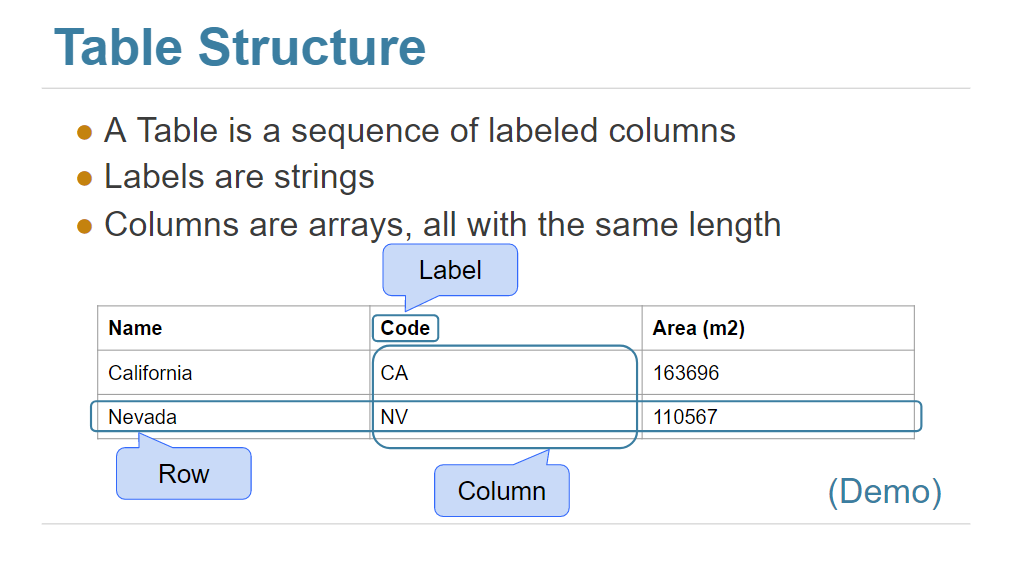 Table Structure
A Table is a sequence of labeled columns
Labels are strings
Columns are arrays, all with the same length
Label
Name Code Area (m2)
California CA 163696
Nevada NV 110567
Row
Column
(Demo)